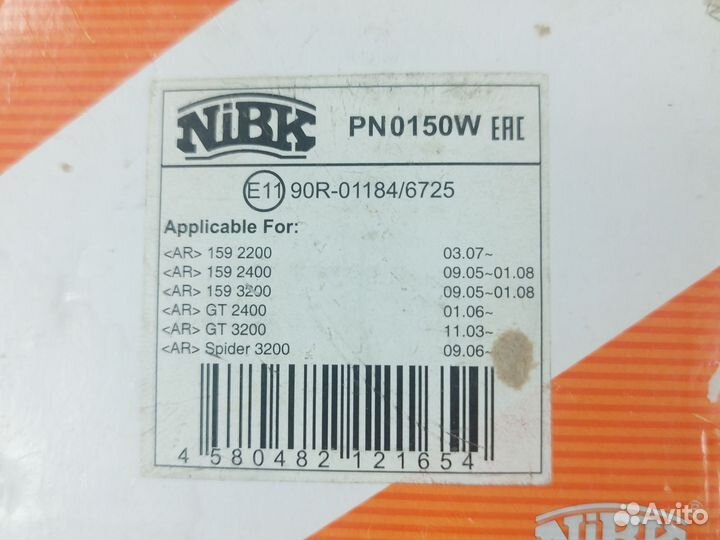 NiBK PN0150W EAC
E11 90R-01184/6725
Applicable For:
<AR> 159 2200 03.07~
<AR> 159 2400 09.05~01.08
<AR> 159 3200 09.05~01.08
<AR> GT 2400 01.06~
<AR> GT 3200 11.03~
<AR> Spider 3200 09.06~
4 580482 121654
NiBK
Avito